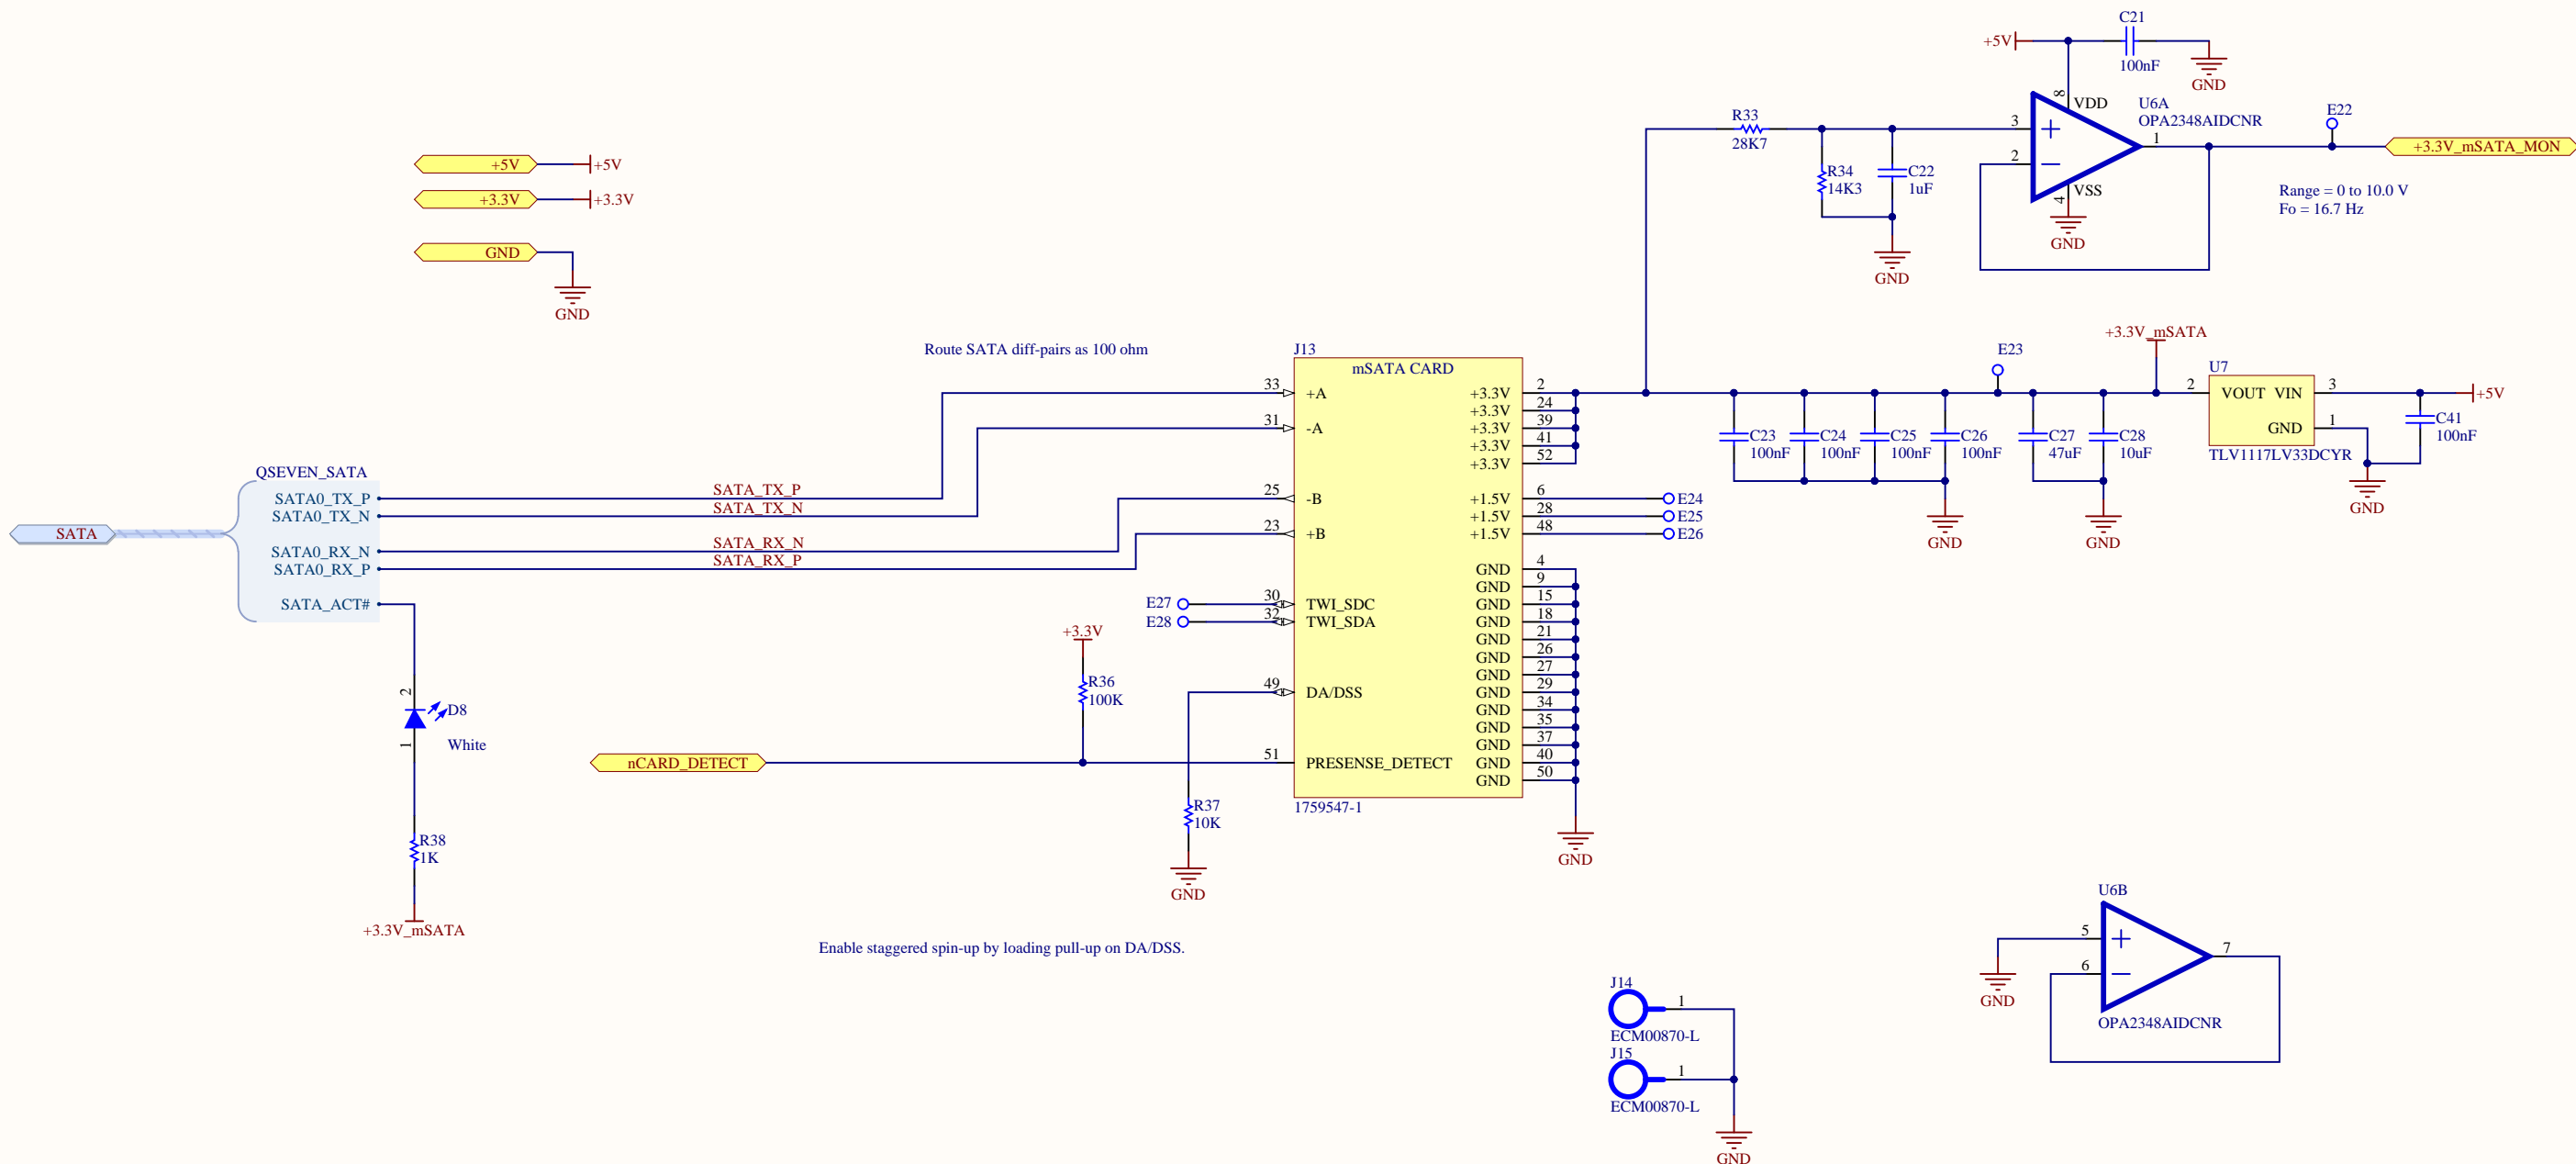 C21
+5V
100nF
GND
8
VDD
U6A
OPA2348AIDCNR
E22
R33
28K7
3
1
+3.3V_mSATA_MON
2
R34
14K3
C22
1uF
VSS
4
GND
Range = 0 to 10.0 V
Fo = 16.7 Hz
GND
+5V
+5V
+3.3V
+3.3V
GND
GND
Route SATA diff-pairs as 100 ohm
J13
mSATA CARD
33
+A
31
-A
25
-B
23
+B
30
TWI_SDC
32
TWI_SDA
49
DA/DSS
51
PRESENSE_DETECT
1759547-1
+3.3V
2
+3.3V
24
+3.3V
39
+3.3V
41
+3.3V
52
+1.5V
6
E24
+1.5V
28
E25
+1.5V
48
E26
GND
4
GND
9
GND
15
GND
18
GND
21
GND
26
GND
27
GND
29
GND
34
GND
35
GND
37
GND
40
GND
50
GND
C23
100nF
C24
100nF
C25
100nF
C26
100nF
GND
E23
C27
47uF
C28
10uF
GND
+3.3V_mSATA
U7
2
VOUT VIN
3
GND
1
TLV1117LV33DCYR
+5V
C41
100nF
GND
QSEVEN_SATA
SATA
SATA0_TX_P
SATA0_TX_N
SATA0_RX_N
SATA0_RX_P
SATA_ACT#
SATA_TX_P
SATA_TX_N
SATA_RX_N
SATA_RX_P
E27
E28
2
D8
White
1
R38
1K
+3.3V_mSATA
+3.3V
R36
100K
nCARD_DETECT
R37
10K
GND
Enable staggered spin-up by loading pull-up on DA/DSS.
J14
1
ECM00870-L
J15
1
ECM00870-L
GND
U6B
5
6
7
GND
OPA2348AIDCNR